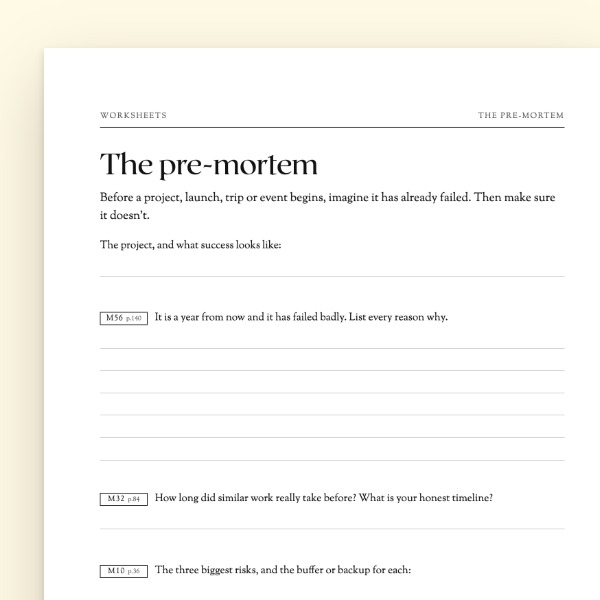 WORKSHEETS
THE PRE-MORTEM
The pre-mortem
Before a project, launch, trip or event begins, imagine it has already failed. Then make sure
it doesn't.
The project, and what success looks like:
M56 p.140 It is a year from now and it has failed badly. List every reason why.
M32 p.84 How long did similar work really take before? What is your honest timeline?
M10 p.36 The three biggest risks, and the buffer or backup for each: